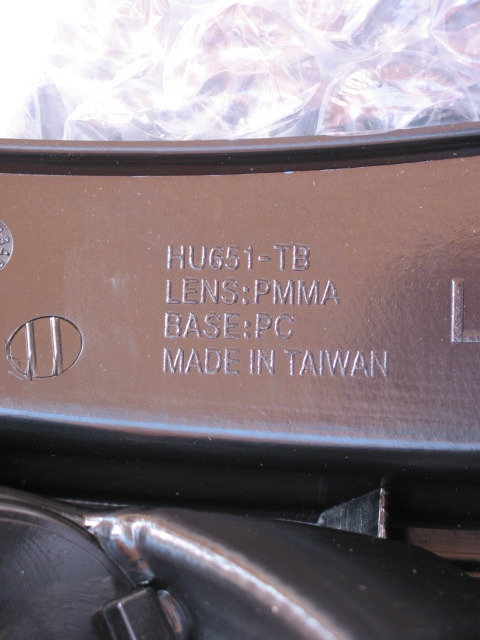 HU651-TB
LENS:PMMA
BASE:PC
MADE IN TAIWAN
L